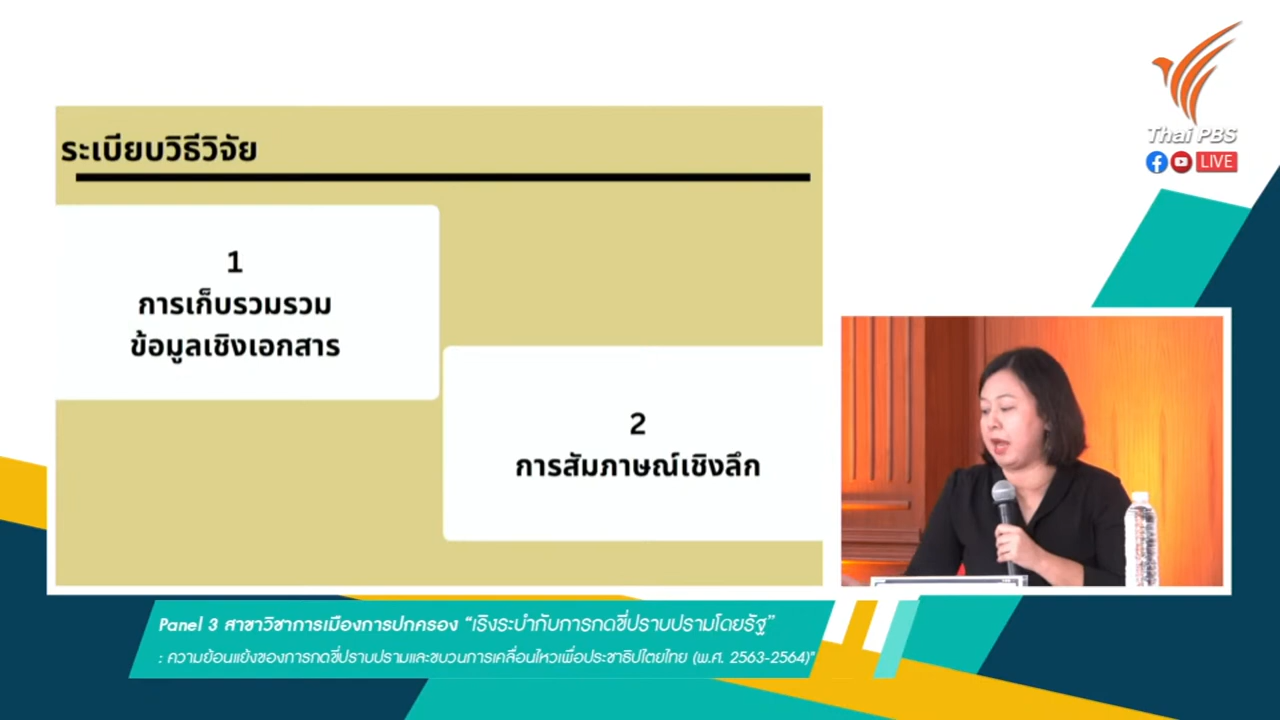 Thai PBS
LIVE
ระเบียบวิธีวิจัย
1
การเก็บรวมรวม
ข้อมูลเชิงเอกสาร
2
การสัมภาษณ์เชิงลึก
Panel 3 สาขาวิชาการเมืองการปกครอง “เริงระบำกับการกดขี่ปราบปรามโดยรัฐ”
: ความย้อนแย้งของการกดขี่ปราบปรามและขบวนการเคลื่อนไหวเพื่อประชาธิปไตยไทย (พ.ศ. 2563-2564)"